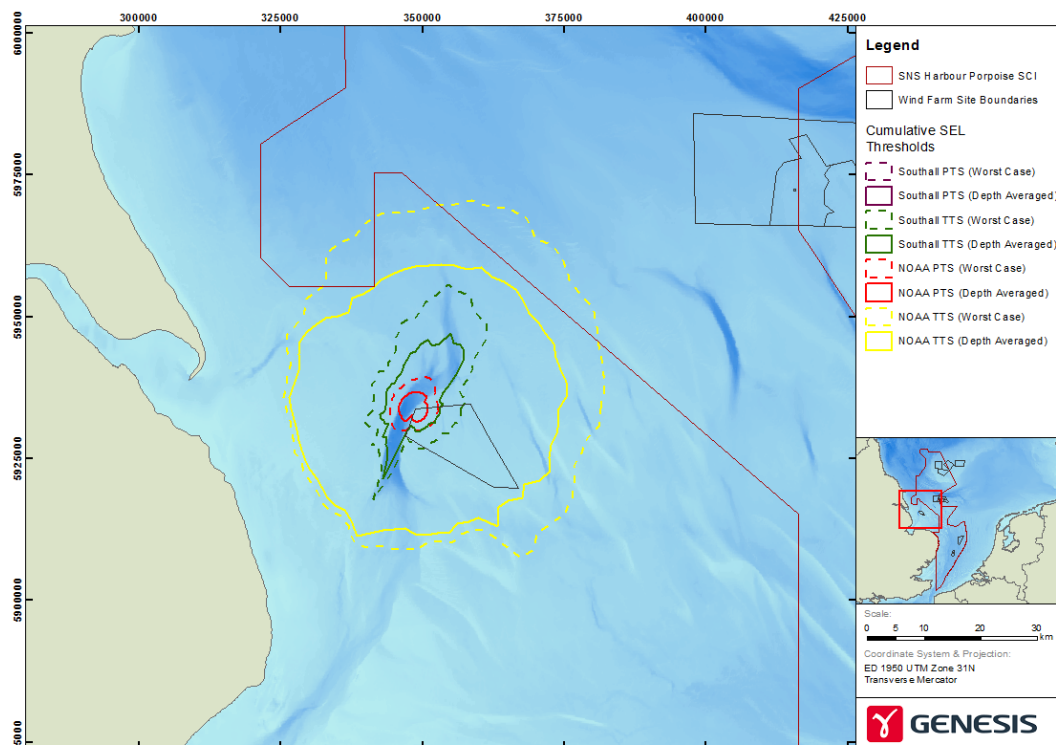 300000 325000 350000 375000 400000 425000
6000000
5975000
5950000
5925000
5900000
5000
Legend
SNS Harbour Porpoise SCI
Wind Farm Site Boundaries
Cumulative SEL
Thresholds
Southall PTS (Worst Case)
Southall PTS (Depth Averaged)
Southall TTS (Worst Case)
Southall TTS (Depth Averaged)
NOAA PTS (Worst Case)
NOAA PTS (Depth Averaged)
NOAA TTS (Worst Case)
NOAA TTS (Depth Averaged)
Scale:
0 5 10 20 30
km
Coordinate System & Projection:
ED 1950 UTM Zone 31N
Transverse Mercator
GENESIS